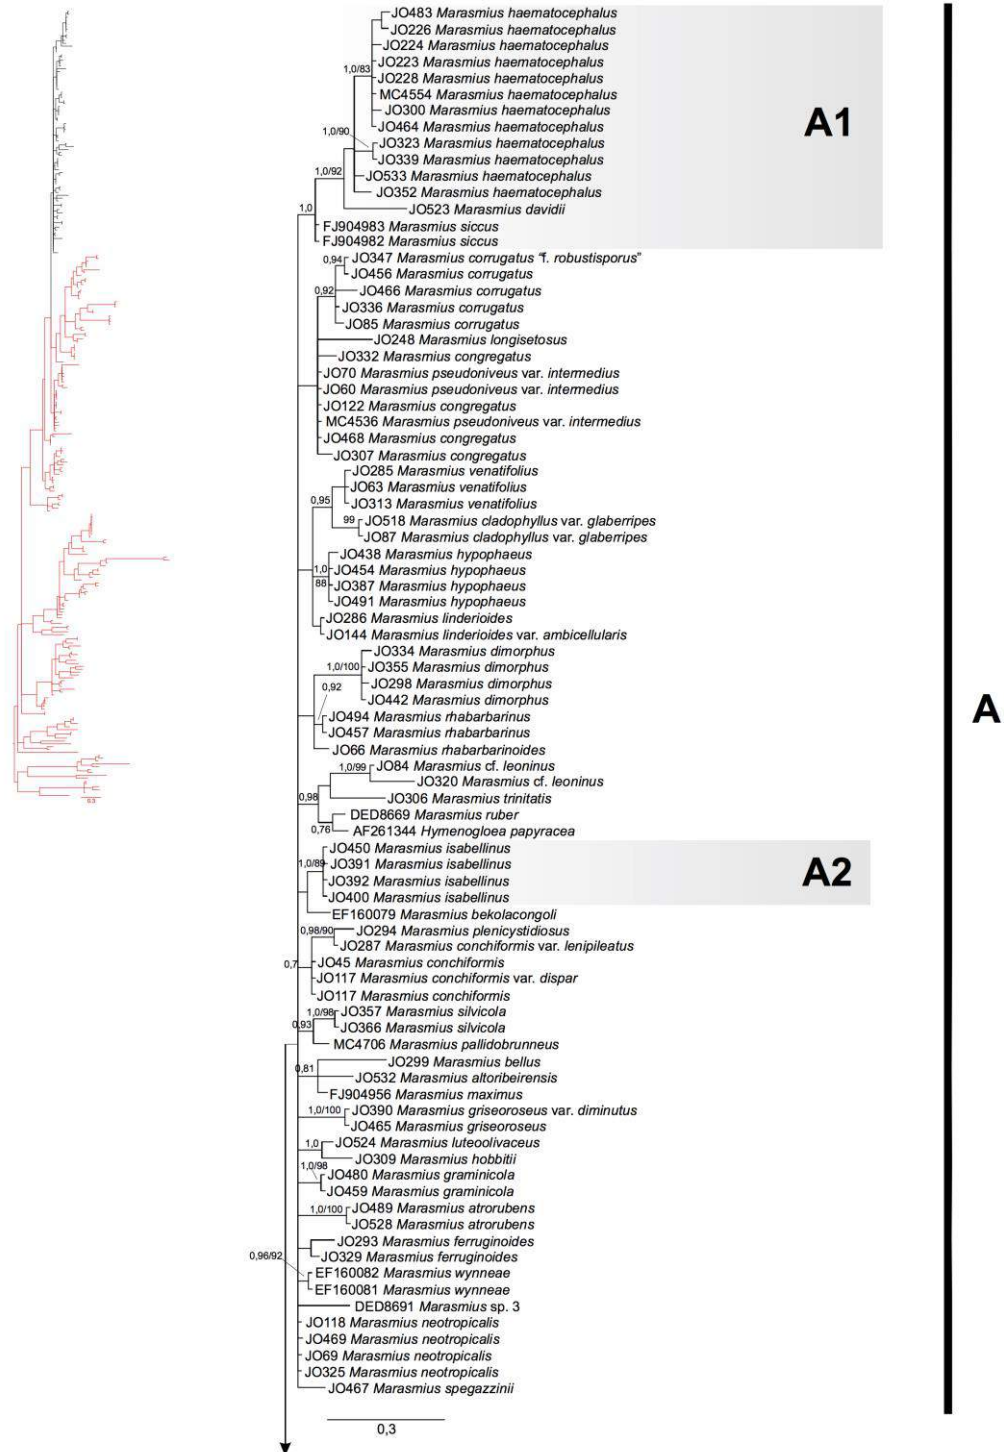 JO483 Marasmius haematocephalus
JO226 Marasmius haematocephalus
JO224 Marasmius haematocephalus
1,0/83
JO223 Marasmius haematocephalus
JO228 Marasmius haematocephalus
MC4554 Marasmius haematocephalus
JO300 Marasmius haematocephalus
A1
JO464 Marasmius haematocephalus
1,0/90
JO323 Marasmius haematocephalus
JO339 Marasmius haematocephalus
1,0/92
JO533 Marasmius haematocephalus
JO352 Marasmius haematocephalus
1,0
JO523 Marasmius davidii
FJ904983 Marasmius siccus
FJ904982 Marasmius siccus
0,94
JO347 Marasmius corrugatus "f. robustisporus"
JO456 Marasmius corrugatus
0,92
JO466 Marasmius corrugatus
JO336 Marasmius corrugatus
JO85 Marasmius corrugatus
JO248 Marasmius longisetosus
JO332 Marasmius congregatus
JO70 Marasmius pseudoniveus var. intermedius
JO60 Marasmius pseudoniveus var. intermedius
JO122 Marasmius congregatus
MC4536 Marasmius pseudoniveus var. intermedius
JO468 Marasmius congregatus
JO307 Marasmius congregatus
JO285 Marasmius venatifolius
JO63 Marasmius venatifolius
0,95
JO313 Marasmius venatifolius
99
JO518 Marasmius cladophyllus var. glaberripes
JO87 Marasmius cladophyllus var. glaberripes
JO438 Marasmius hypophaeus
1,0
JO454 Marasmius hypophaeus
88
JO387 Marasmius hypophaeus
JO491 Marasmius hypophaeus
JO286 Marasmius linderioides
JO144 Marasmius linderioides var. ambicellularis
JO334 Marasmius dimorphus
1,0/100
JO355 Marasmius dimorphus
JO298 Marasmius dimorphus
0,92
JO442 Marasmius dimorphus
JO494 Marasmius rhabarbarinus
A
JO457 Marasmius rhabarbarinus
JO66 Marasmius rhabarbarinoides
1,0/99
JO84 Marasmius cf. leoninus
JO320 Marasmius cf. leoninus
0,98
JO306 Marasmius trinitatis
0,3
DED8669 Marasmius ruber
0,76
AF261344 Hymenogloea papyracea
JO450 Marasmius isabellinus
1,0/89
JO391 Marasmius isabellinus
A2
JO392 Marasmius isabellinus
JO400 Marasmius isabellinus
EF160079 Marasmius bekolacongoli
0,98/90
JO294 Marasmius plenicystidiosus
JO287 Marasmius conchiformis var. lenipileatus
0,7
JO45 Marasmius conchiformis
JO117 Marasmius conchiformis var. dispar
JO117 Marasmius conchiformis
1,0/98
JO357 Marasmius silvicola
0,93
JO366 Marasmius silvicola
MC4706 Marasmius pallidobrunneus
JO299 Marasmius bellus
0,81
JO532 Marasmius altoribeirensis
FJ904956 Marasmius maximus
1,0/100
JO390 Marasmius griseoroseus var. diminutus
JO465 Marasmius griseoroseus
1,0
JO524 Marasmius luteoolivaceus
JO309 Marasmius hobbitii
1,0/98
JO480 Marasmius graminicola
JO459 Marasmius graminicola
1,0/100
JO489 Marasmius atrorubens
JO528 Marasmius atrorubens
JO293 Marasmius ferruginoides
0,96/92
JO329 Marasmius ferruginoides
EF160082 Marasmius wynneae
EF160081 Marasmius wynneae
DED8691 Marasmius sp. 3
JO118 Marasmius neotropicalis
JO469 Marasmius neotropicalis
JO69 Marasmius neotropicalis
JO325 Marasmius neotropicalis
JO467 Marasmius spegazzinii
0,3